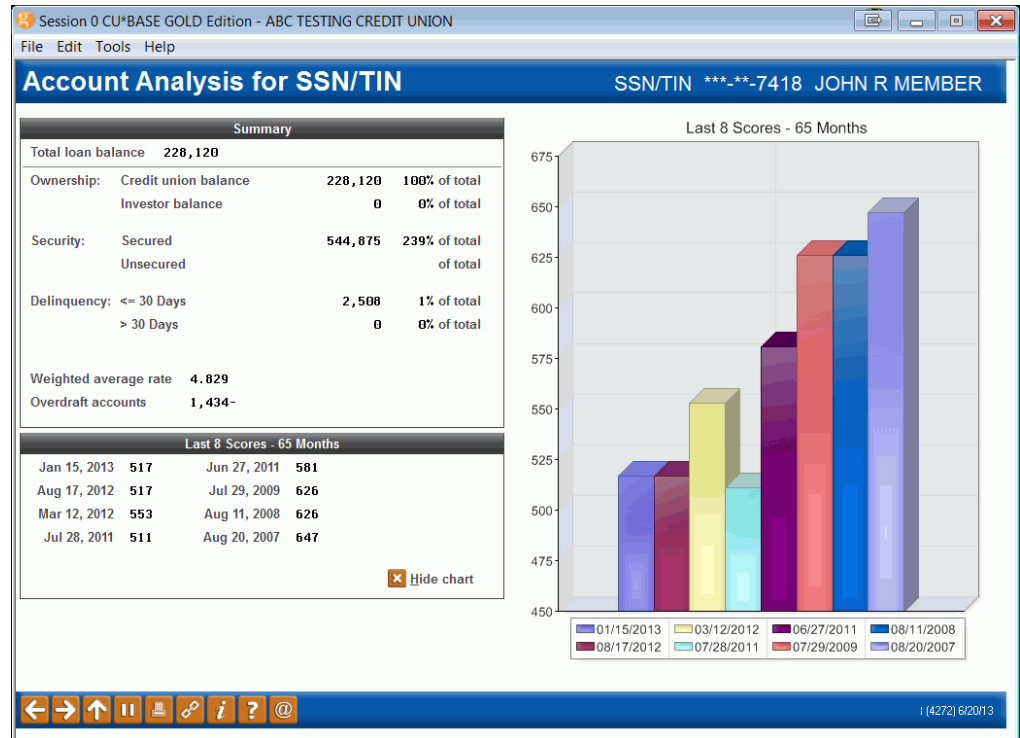 Session 0 CU*BASE GOLD Edition - ABC TESTING CREDIT UNION
File Edit Tools Help
Account Analysis for SSN/TIN SSN/TIN ***-**-7418 JOHN R MEMBER
Summary
Total loan balance 228,120
Ownership: Credit union balance 228,120 100% of total
Investor balance 0 0% of total
Security: Secured 544,875 239% of total
Unsecured of total
Delinquency: <= 30 Days 2,508 1% of total
> 30 Days 0 0% of total
Weighted average rate 4.829
Overdraft accounts 1,434-
Last 8 Scores - 65 Months
Jan 15, 2013 517 Jun 27, 2011 581
Aug 17, 2012 517 Jul 29, 2009 626
Mar 12, 2012 553 Aug 11, 2008 626
Jul 28, 2011 511 Aug 20, 2007 647
Hide chart
Last 8 Scores - 65 Months
675
650
625
600
575
550
525
500
475
450
01/15/2013 03/12/2012 06/27/2011 08/11/2008
08/17/2012 07/28/2011 07/29/2009 08/20/2007
i ? @
(4272) 6/20/13